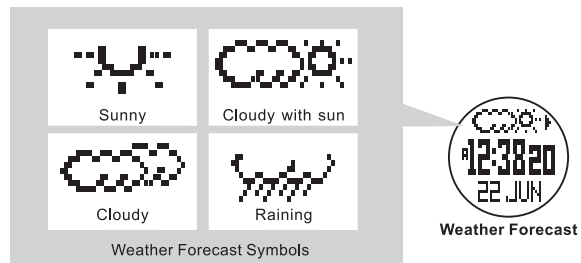 Sunny
Cloudy with sun
Cloudy
Raining
Weather Forecast Symbols
A 12:38 20
22.JUN
Weather Forecast